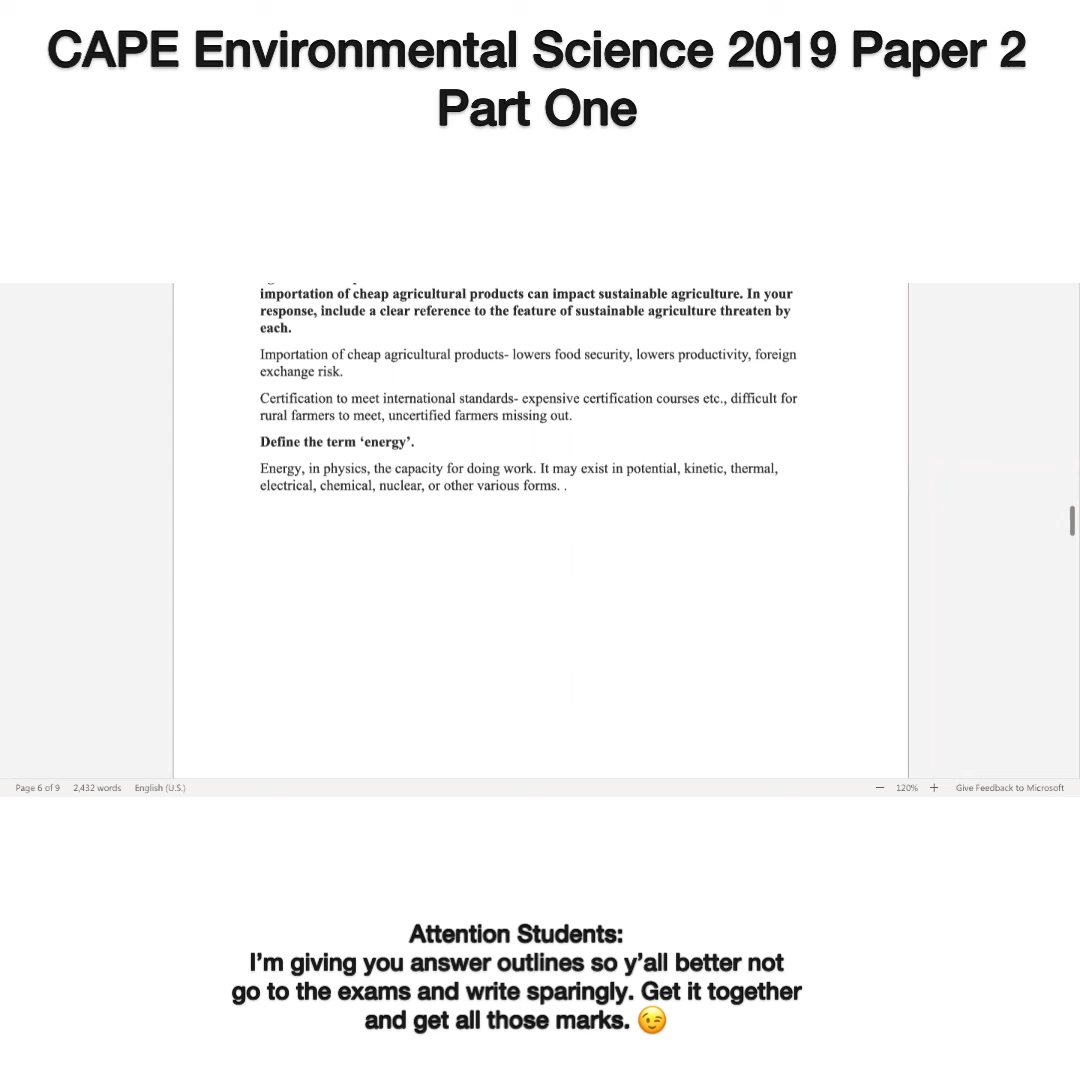 CAPE Environmental Science 2019 Paper 2
Part One
importation of cheap agricultural products can impact sustainable agriculture. In your
response, include a clear reference to the feature of sustainable agriculture threaten by
each.
Importation of cheap agricultural products- lowers food security, lowers productivity, foreign
exchange risk.
Certification to meet international standards- expensive certification courses etc., difficult for
rural farmers to meet, uncertified farmers missing out.
Define the term ‘energy’.
Energy, in physics, the capacity for doing work. It may exist in potential, kinetic, thermal,
electrical, chemical, nuclear, or other various forms. .
Page 6 of 9 2,432 words English (U.S.) — 120% + Give Feedback to Microsoft
Attention Students:
I’m giving you answer outlines so y’all better not
go to the exams and write sparingly. Get it together
and get all those marks. 😉